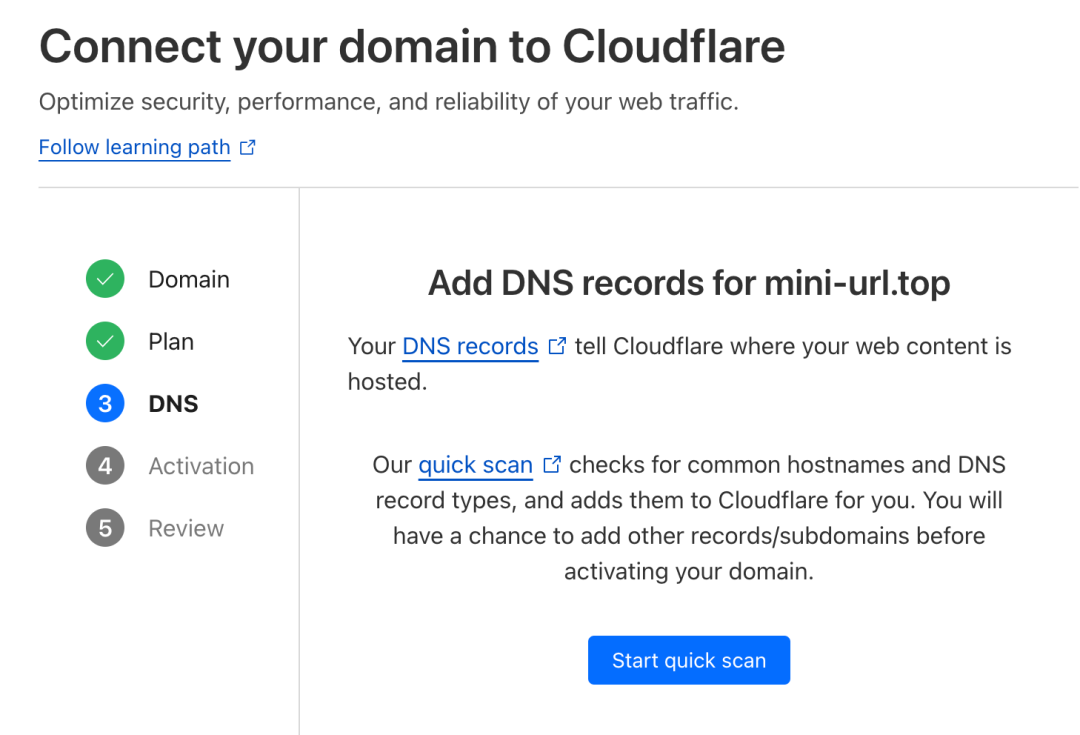 Connect your domain to Cloudflare
Optimize security, performance, and reliability of your web traffic.
Follow learning path
Domain
Plan
3 DNS
4 Activation
5 Review
Add DNS records for mini-url.top
Your DNS records tell Cloudflare where your web content is
hosted.
Our quick scan checks for common hostnames and DNS
record types, and adds them to Cloudflare for you. You will
have a chance to add other records/subdomains before
activating your domain.
Start quick scan